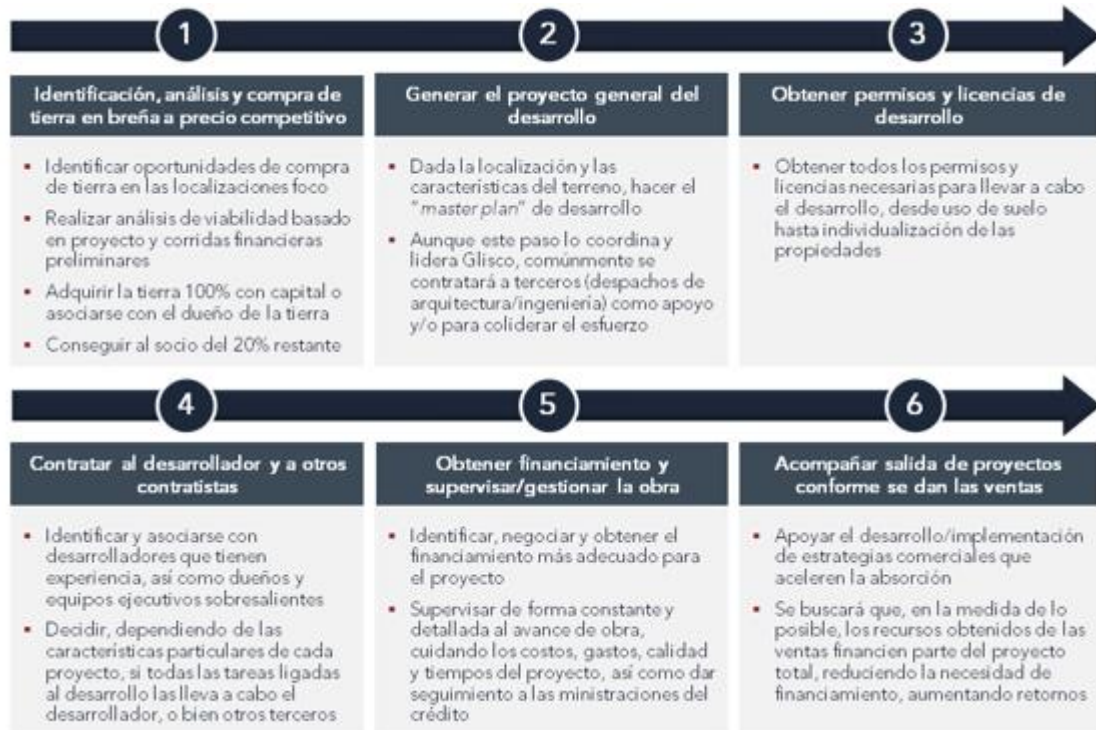 1
Identificación, análisis y compra de
tierra en breña a precio competitivo
▪ Identificar oportunidades de compra
de tierra en las localizaciones foco
▪ Realizar análisis de viabilidad basado
en proyecto y corridas financieras
preliminares
▪ Adquirir la tierra 100% con capital o
asociarse con el dueño de la tierra
▪ Conseguir al socio del 20% restante
2
Generar el proyecto general del
desarrollo
▪ Dada la localización y las
características del terreno, hacer el
"master plan" de desarrollo
▪ Aunque este paso lo coordina y
lidera Glisco, comúnmente se
contratará a terceros (despachos de
arquitectura/ingeniería) como apoyo
y/o para coliderar el esfuerzo
3
Obtener permisos y licencias de
desarrollo
▪ Obtener todos los permisos y
licencias necesarias para llevar a cabo
el desarrollo, desde uso de suelo
hasta individualización de las
propiedades
4
Contratar al desarrollador y a otros
contratistas
▪ Identificar y asociarse con
desarrolladores que tienen
experiencia, así como dueños y
equipos ejecutivos sobresalientes
▪ Decidir, dependiendo de las
características particulares de cada
proyecto, si todas las tareas ligadas
al desarrollo las lleva a cabo el
desarrollador, o bien otros terceros
5
Obtener financiamiento y
supervisar/gestionar la obra
▪ Identificar, negociar y obtener el
financiamiento más adecuado para
el proyecto
▪ Supervisar de forma constante y
detallada al avance de obra,
cuidando los costos, gastos, calidad
y tiempos del proyecto, así como dar
seguimiento a las ministraciones del
crédito
6
Acompañar salida de proyectos
conforme se dan las ventas
▪ Apoyar el desarrollo/implementación
de estrategias comerciales que
aceleren la absorción
▪ Se buscará que, en la medida de lo
posible, los recursos obtenidos de las
ventas financien parte del proyecto
total, reduciendo la necesidad de
financiamiento, aumentando retornos